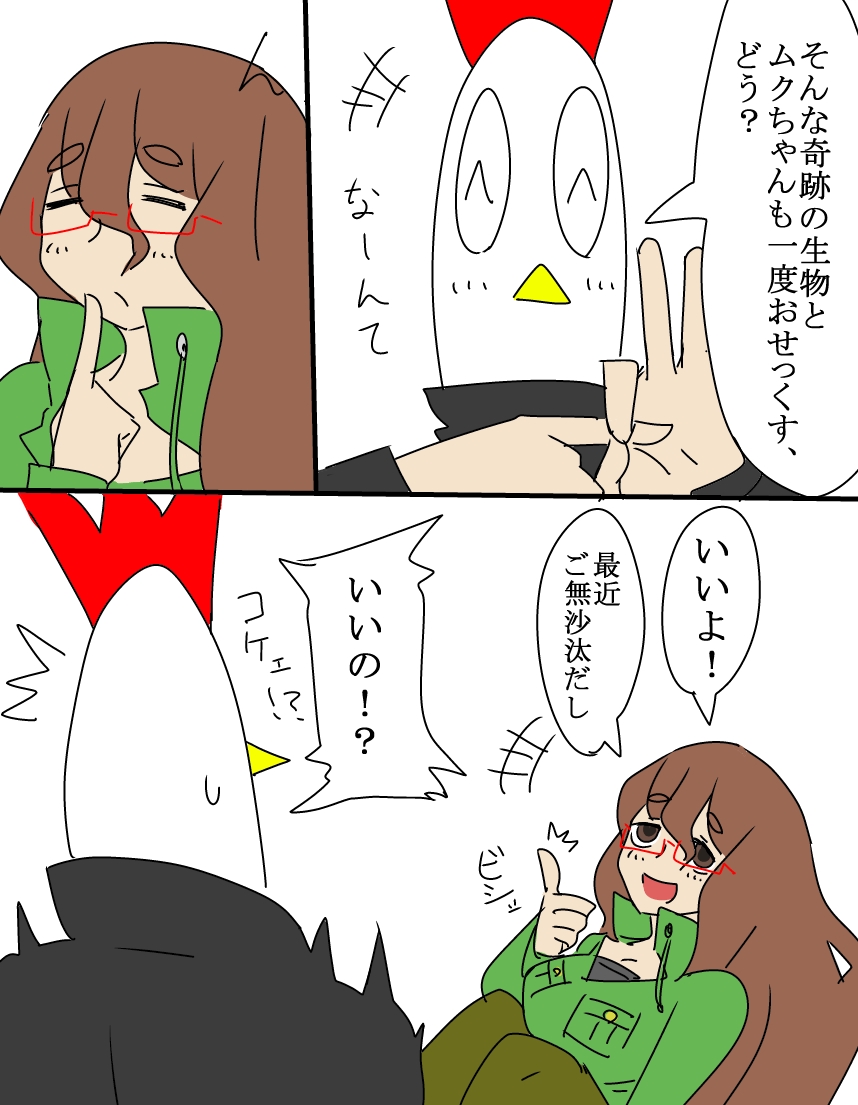 そんな奇跡の生物と
ムクちゃんも一度おせっくす、
どう？
なーんて
いいよ！
最近
ご無沙汰だし
ビシッ
いいの！？
コケェ!?